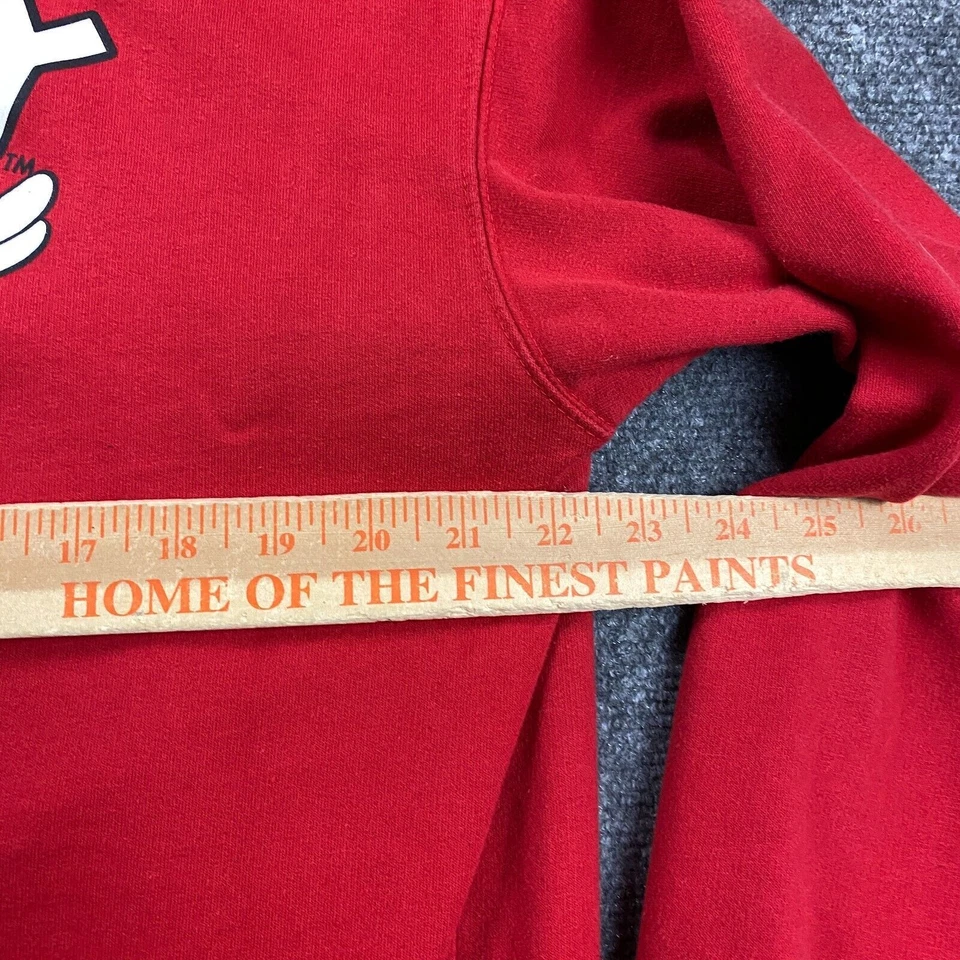 TM
17 18 19 20 21 22 23 24 25 26
HOME OF THE FINEST PAINTS